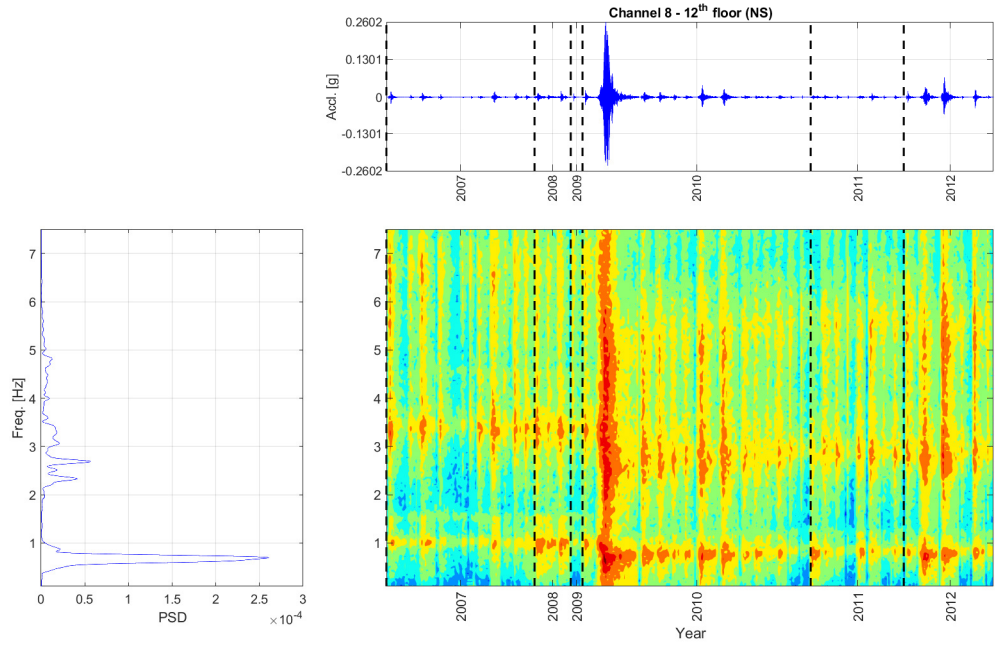 Channel 8 - 12th floor (NS)
0.2602
0.1301
0
-0.1301
-0.2602
Accl. [g]
2007 2008 2009 2010 2011 2012
7
6
5
4
3
2
1
Freq. [Hz]
0 0.5 1 1.5 2 2.5 3
PSD
×10-4
7
6
5
4
3
2
1
2007 2008 2009 2010 2011 2012
Year